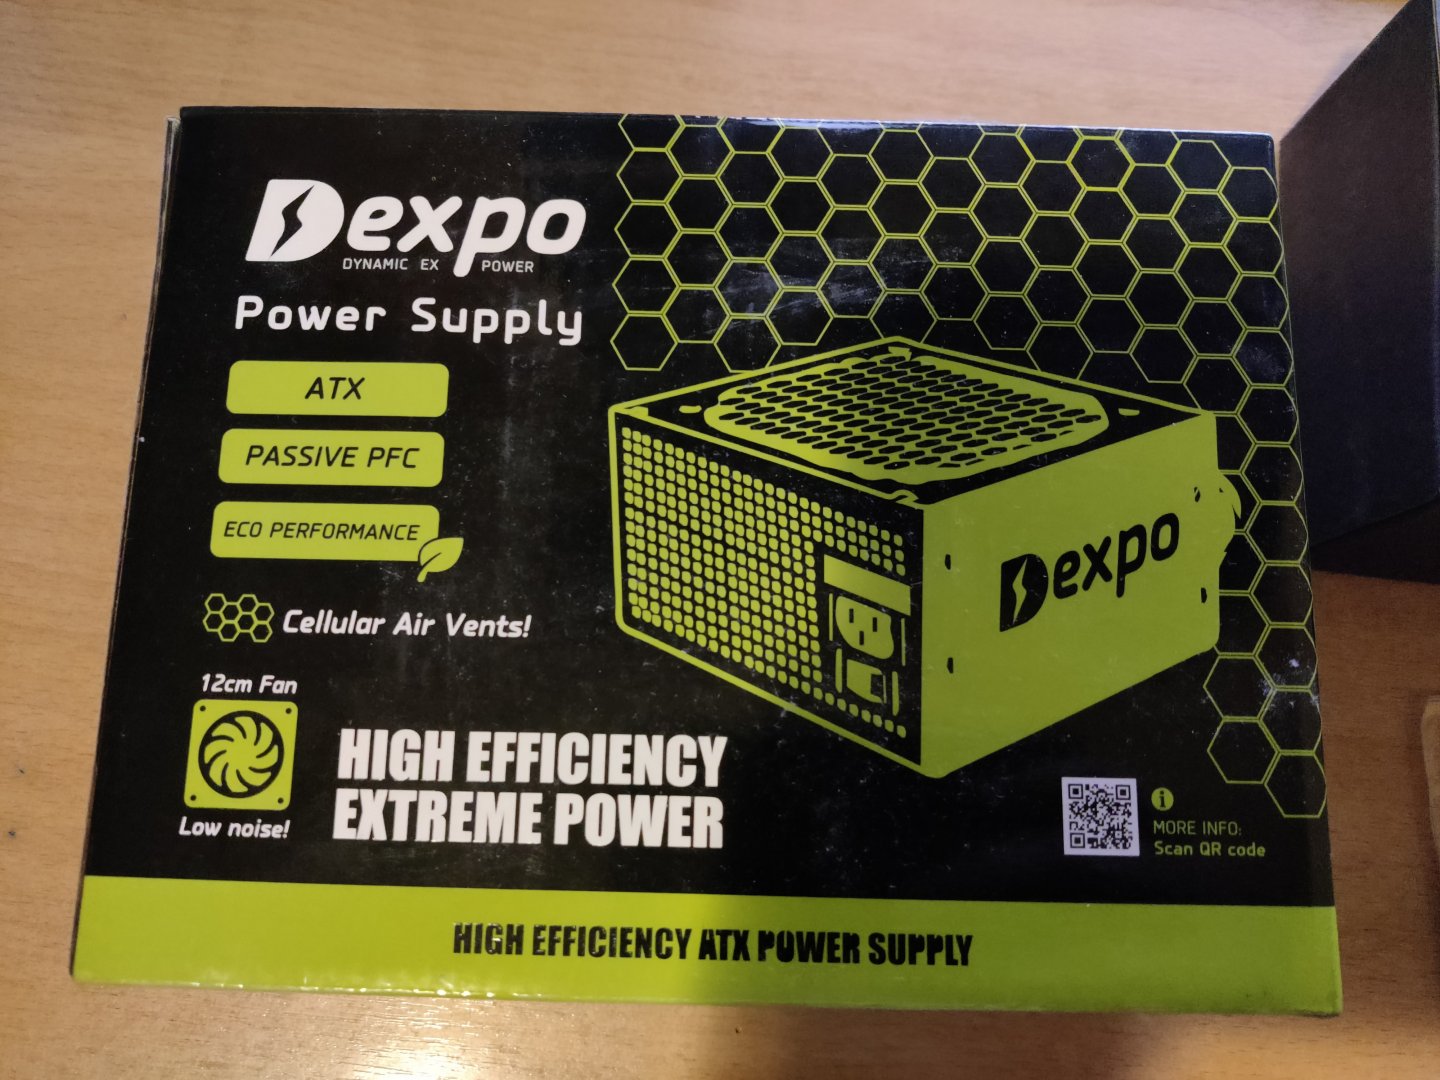 Dexpo
DYNAMIC EX POWER
Power Supply
ATX
PASSIVE PFC
ECO PERFORMANCE
Cellular Air Vents!
12cm Fan
Low noise!
HIGH EFFICIENCY
EXTREME POWER
Dexpo
MORE INFO:
Scan QR code
HIGH EFFICIENCY ATX POWER SUPPLY